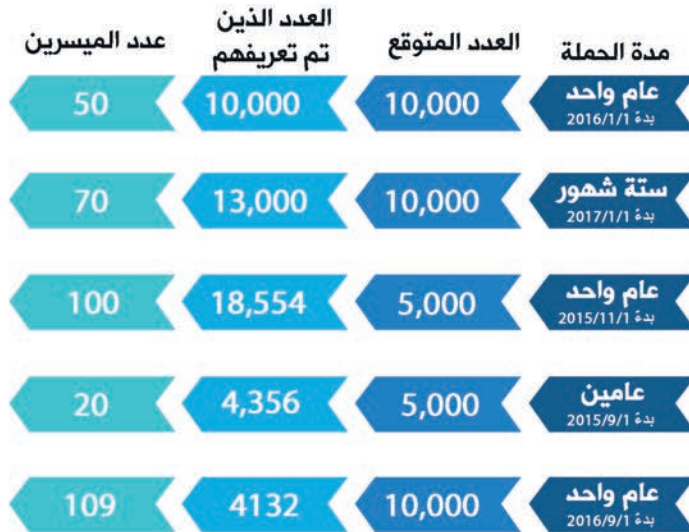 مدة الحملة
العدد المتوقع
العدد الذين
تم تعريفهم
عدد الميسرين
عام واحد
بدءً 2016/1/1
10,000
10,000
50
ستة شهور
بدءً 2017/1/1
10,000
13,000
70
عام واحد
بدءً 2015/11/1
5,000
18,554
100
عامين
بدءً 2015/9/1
5,000
4,356
20
عام واحد
بدءً 2016/9/1
10,000
4132
109